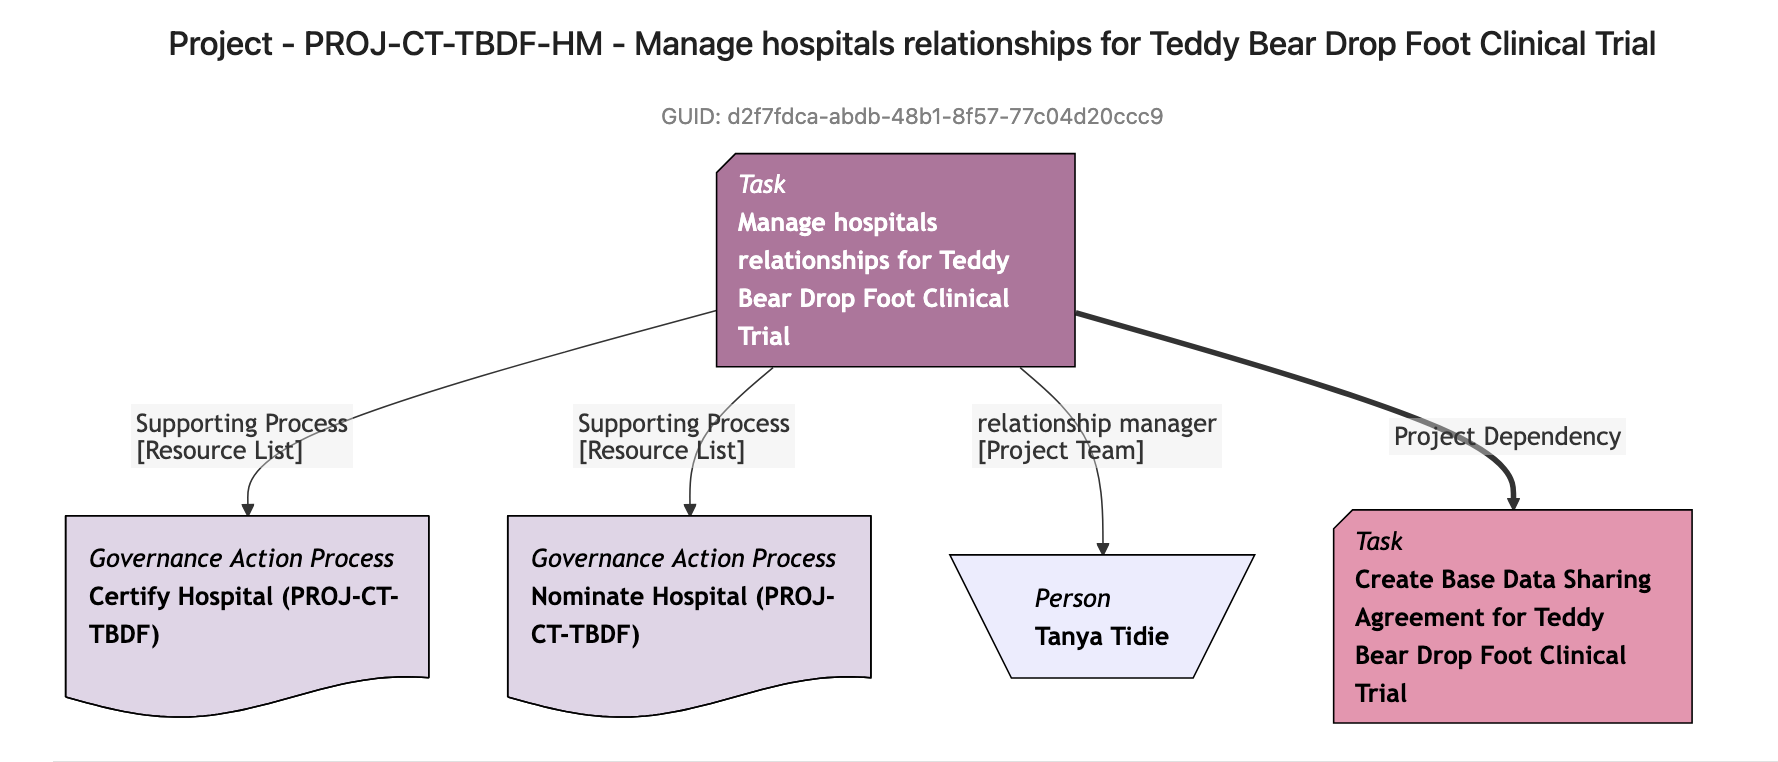 Project - PROJ-CT-TBDF-HM - Manage hospitals relationships for Teddy Bear Drop Foot Clinical Trial
GUID: d2f7fdca-abdb-48b1-8f57-77c04d20ccc9
Task
Manage hospitals
relationships for Teddy
Bear Drop Foot Clinical
Trial
Supporting Process
[Resource List]
Supporting Process
[Resource List]
relationship manager
[Project Team]
Project Dependency
Governance Action Process
Certify Hospital (PROJ-CT-
TBDF)
Governance Action Process
Nominate Hospital (PROJ-
CT-TBDF)
Person
Tanya Tidie
Task
Create Base Data Sharing
Agreement for Teddy
Bear Drop Foot Clinical
Trial